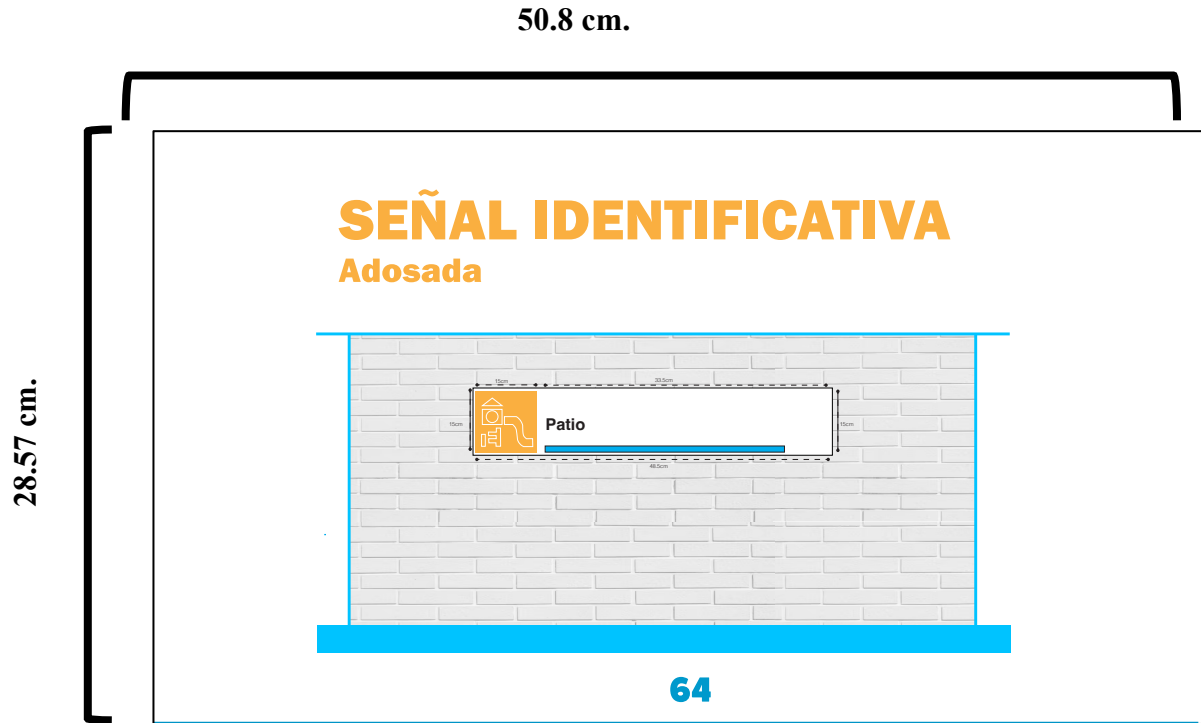 50.8 cm.
28.57 cm.
SEÑAL IDENTIFICATIVA
Adosada
15cm 33.5cm
15cm Patio 15cm
48.5cm
64